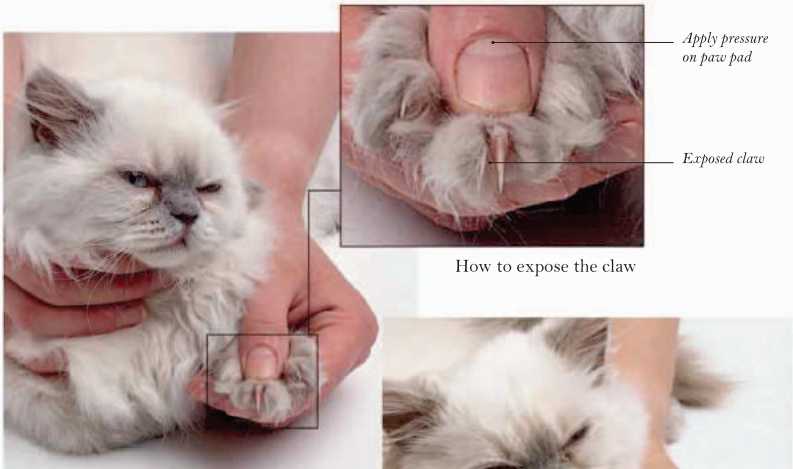 Apply pressure
on paw pad
Exposed claw
How to expose the claw